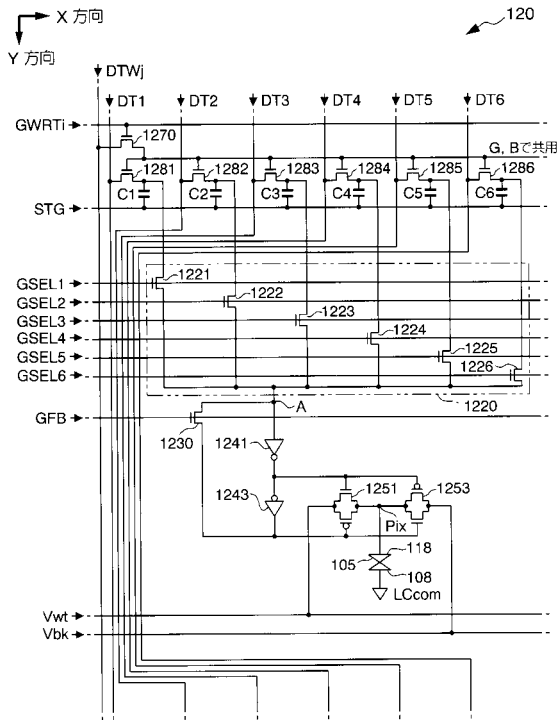 X 方向
120
Y 方向
DTWj
DT1 DT2 DT3 DT4 DT5 DT6
GWRTi
1270
G, Bで共用
1281 1282 1283 1284 1285 1286
C1 C2 C3 C4 C5 C6
STG
1221
GSEL1
1222
GSEL2
1223
GSEL3
1224
GSEL4
1225
GSEL5
1226
GSEL6
A
1220
GFB
1230
1241
1251 1253
1243
Pix
118
105
108
LCcom
Vwt
Vbk